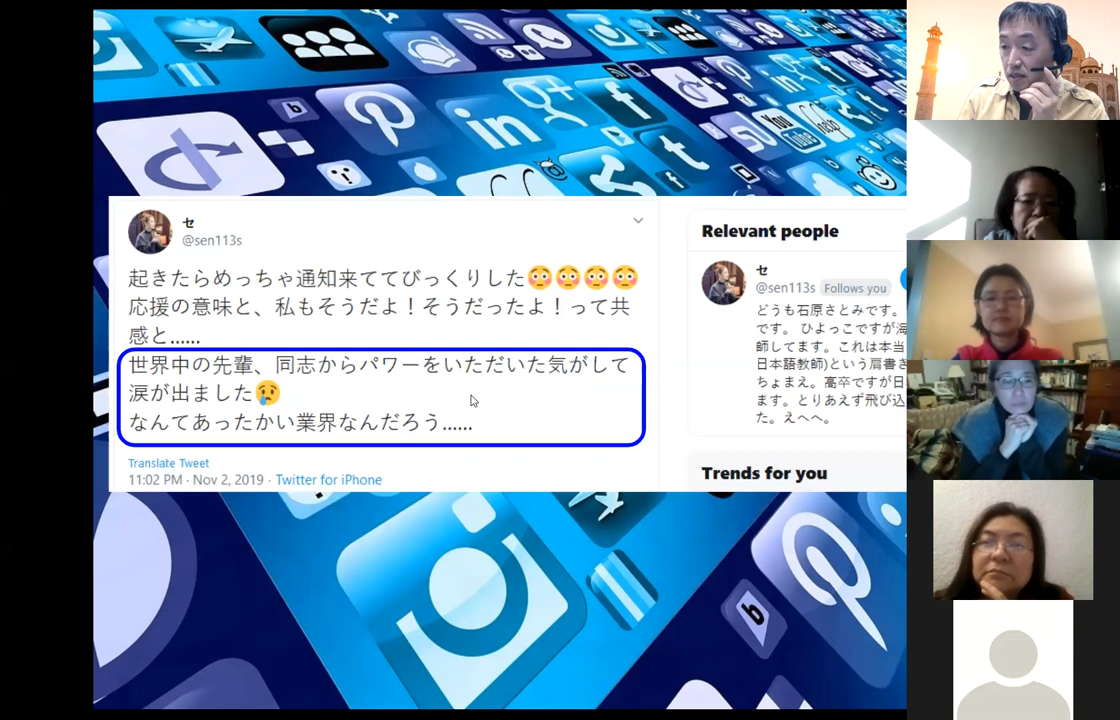 セ
@sen113s
起きたらめっちゃ通知来ててびっくりした😳😳😳😳
応援の意味と、私もそうだよ！そうだったよ！って共
感と……
世界中の先輩、同志からパワーをいただいた気がして
涙が出ました😢
なんてあったかい業界なんだろう……
Translate Tweet
11:02 PM · Nov 2, 2019 · Twitter for iPhone
Relevant people
セ
@sen113s Follows you
どうも石原さとみです。
です。 ひよっこですが海
師してます。これは本当
日本語教師)という肩書き
ちょまえ。高卒ですが日
ます。とりあえず飛び込
た。えへへ。
Trends for you
You
Tube